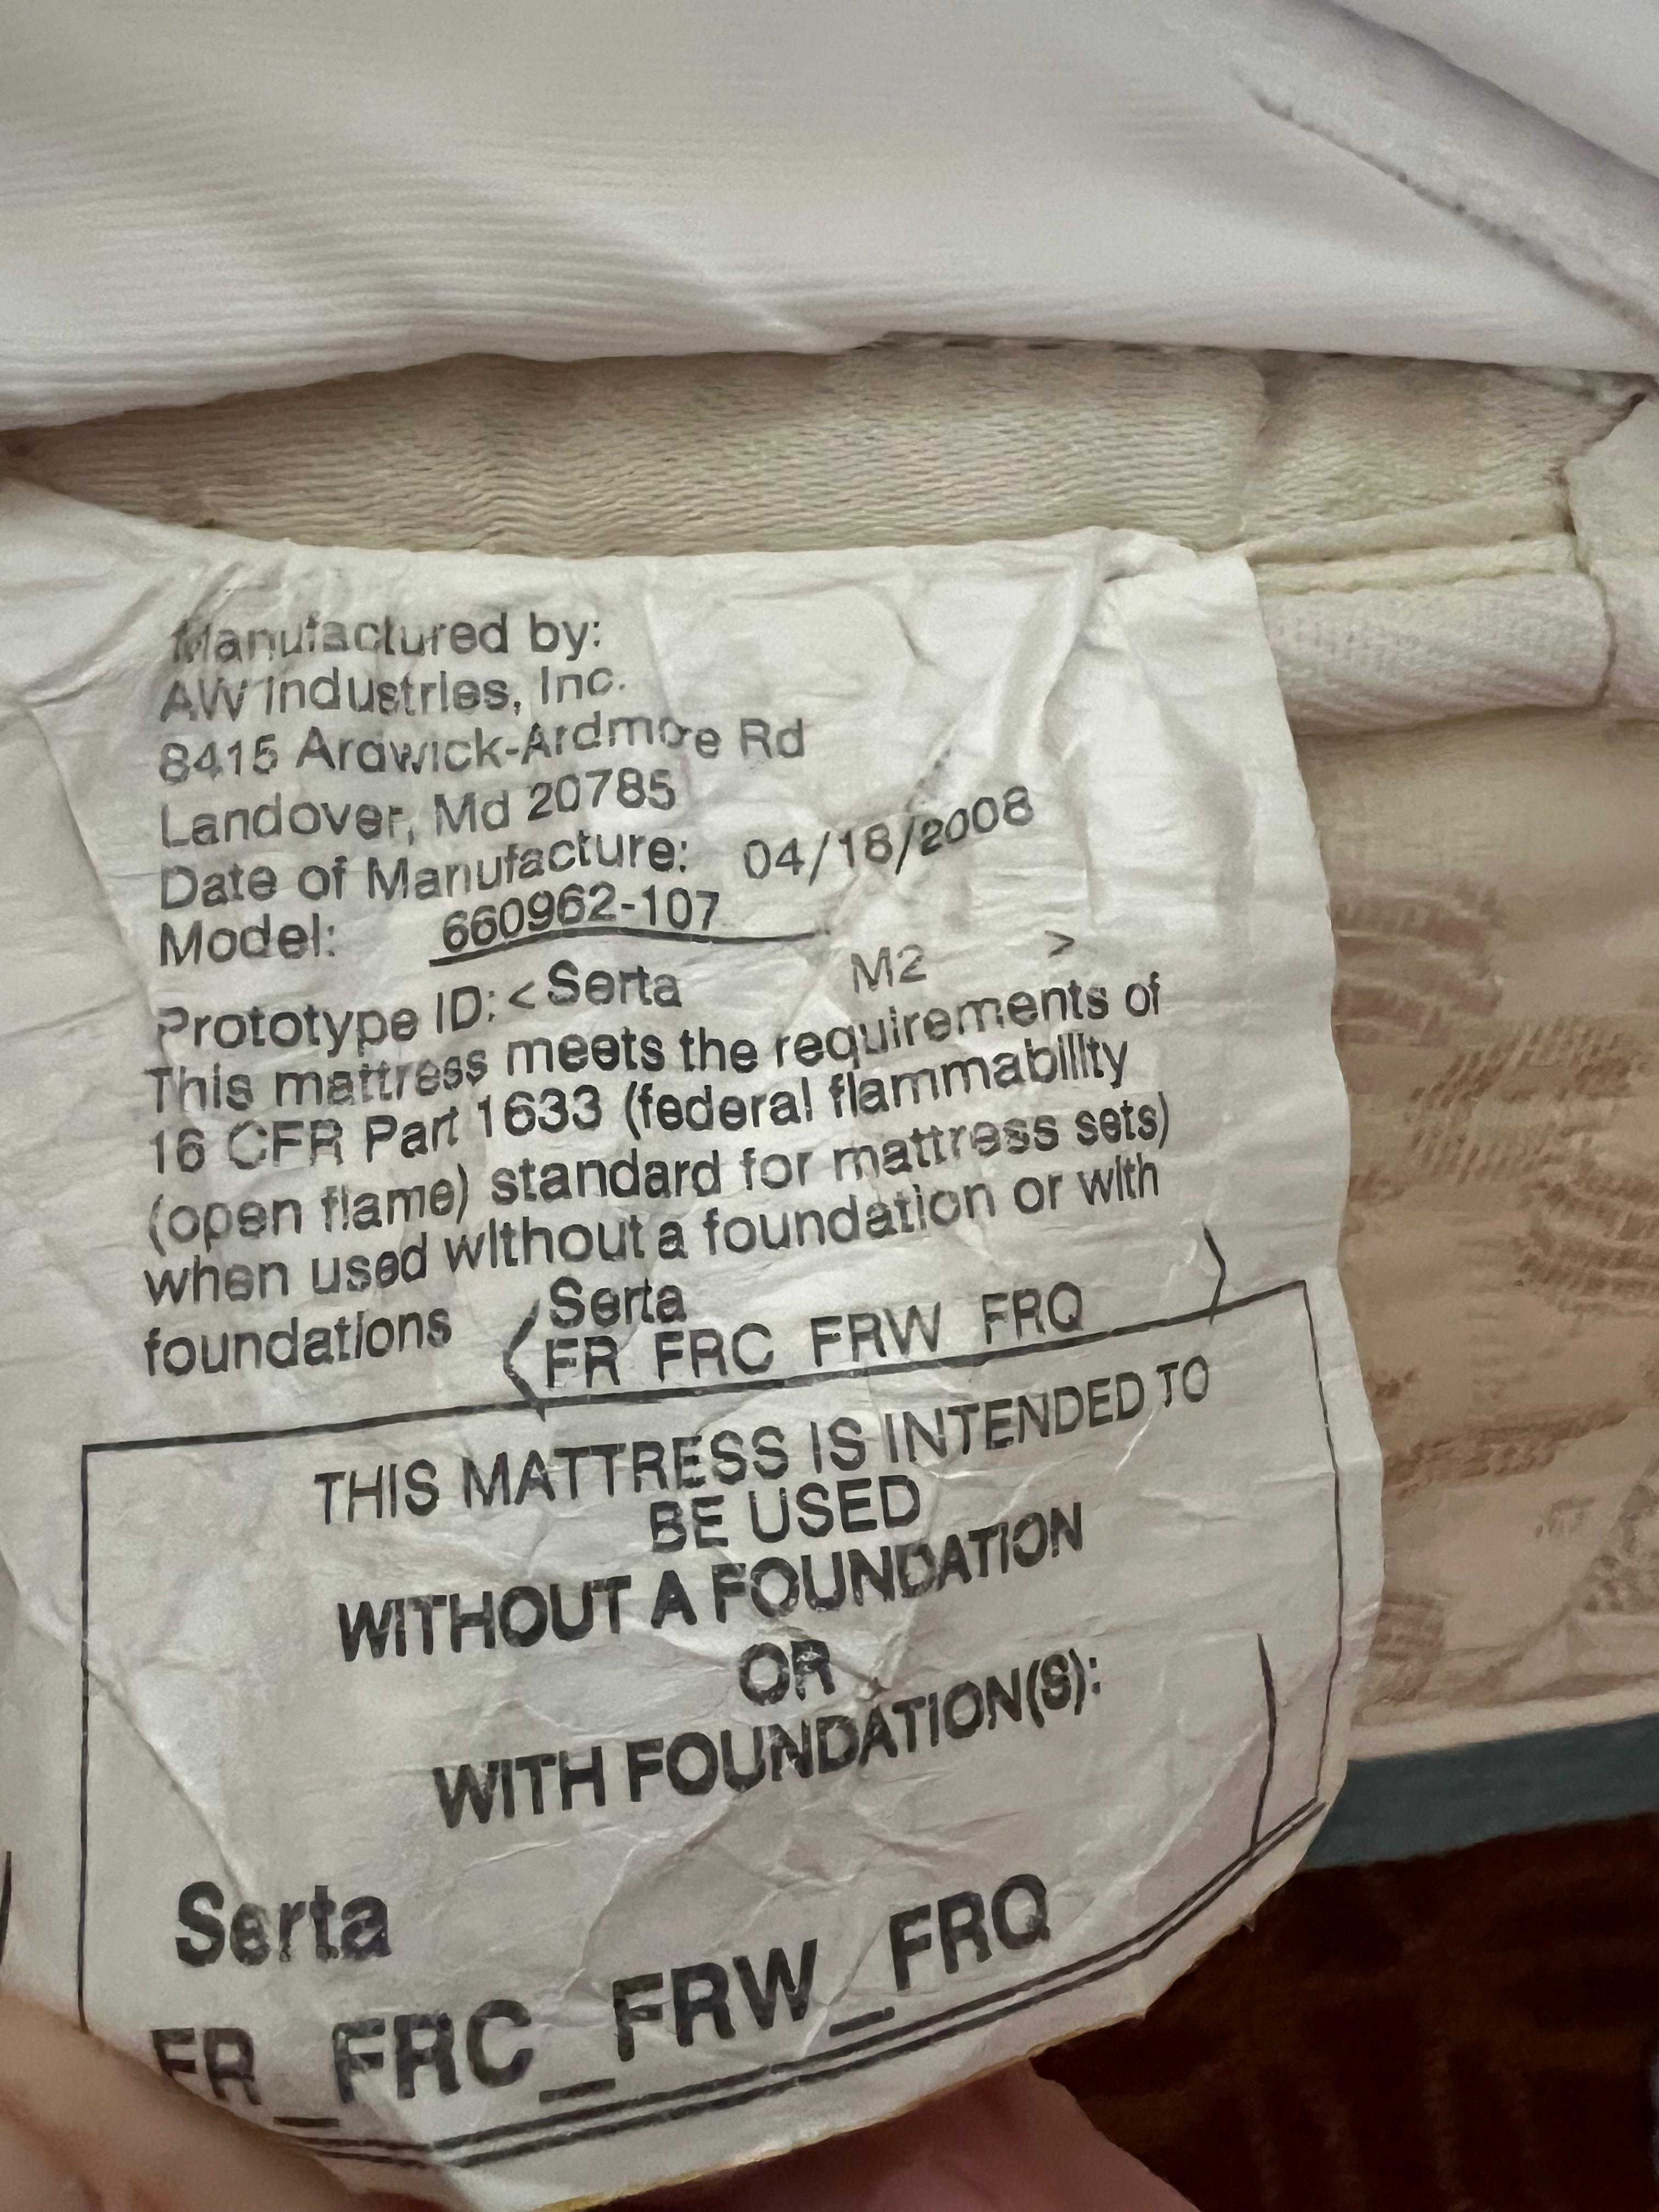 Manufactured by:
AW Industries, Inc.
8415 Ardwick-Ardmore Rd
Landover, Md 20785
Date of Manufacture: 04/18/2008
Model: 660962-107
Prototype ID: < Serta M2 >
This mattress meets the requirements of
16 CFR Part 1633 (federal flammability
(open flame) standard for mattress sets)
when used without a foundation or with
foundations ( Serta )
FR FRC FRW FRQ
THIS MATTRESS IS INTENDED TO
BE USED
WITHOUT A FOUNDATION
OR
WITH FOUNDATION(S):
Serta
FR_FRC_FRW_FRQ